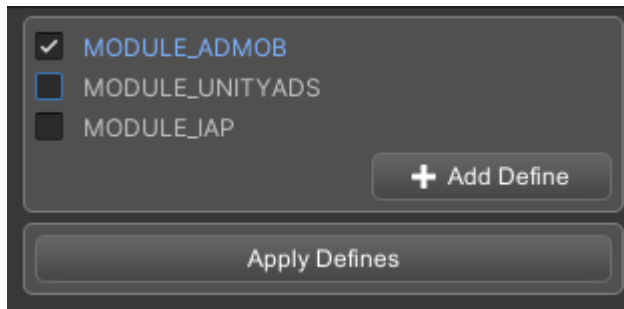 MODULE_ADMOB
MODULE_UNITYADS
MODULE_IAP
Add Define
Apply Defines